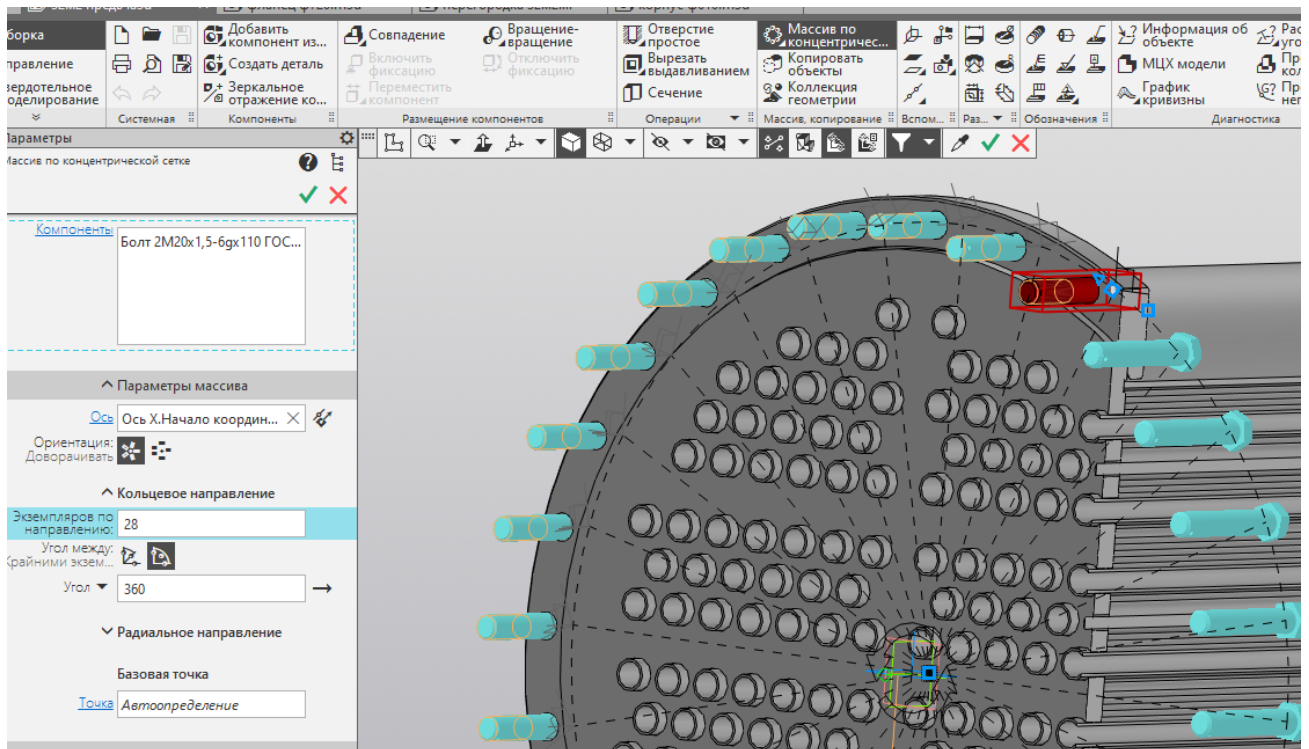 Добавить компонент из...
Создать деталь
Зеркальное отражение ко...
Системная
Компоненты
Совпадение
Включить фиксацию
Переместить компонент
Вращение-вращение
Отключить фиксацию
Размещение компонентов
Отверстие простое
Вырезать выдавливанием
Сечение
Операции
Массив по концентричес...
Копировать объекты
Коллекция геометрии
Массив, копирование
Вспом...
Раз...
Обозначения
Информация об объекте
МЦХ модели
График кривизны
Диагностика
Параметры
Массив по концентрической сетке
Компоненты
Болт 2М20х1,5-6gх110 ГОС...
Параметры массива
Ось
Ось X.Начало координ...
Ориентация:
Доворачивать
Кольцевое направление
Экземпляров по
направлению:
28
Угол между:
Крайними экзем...
Угол
360
Радиальное направление
Базовая точка
Точка
Автоопределение